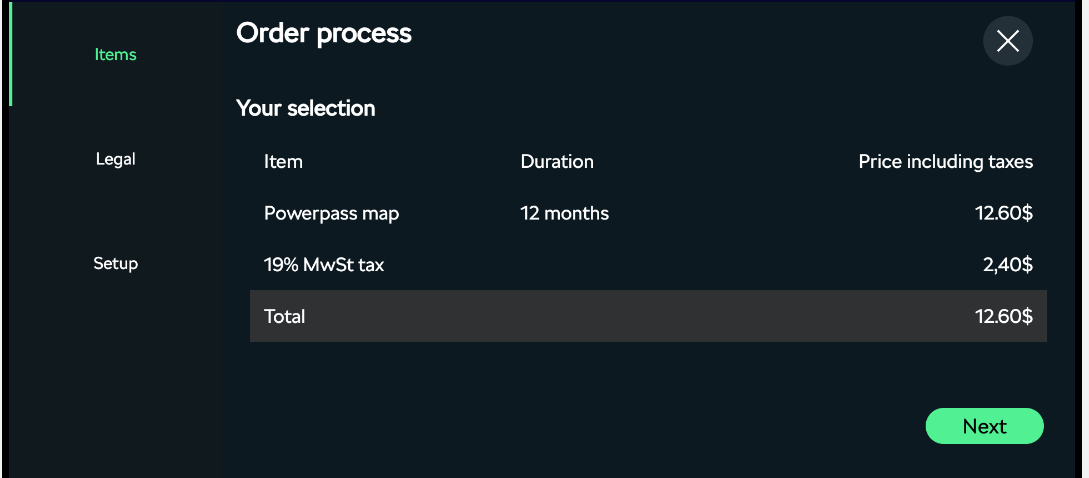 Order process
Items
Your selection
Legal
Item Duration Price including taxes
Powerpass map 12 months 12.60$
Setup
19% MwSt tax 2,40$
Total 12.60$
Next